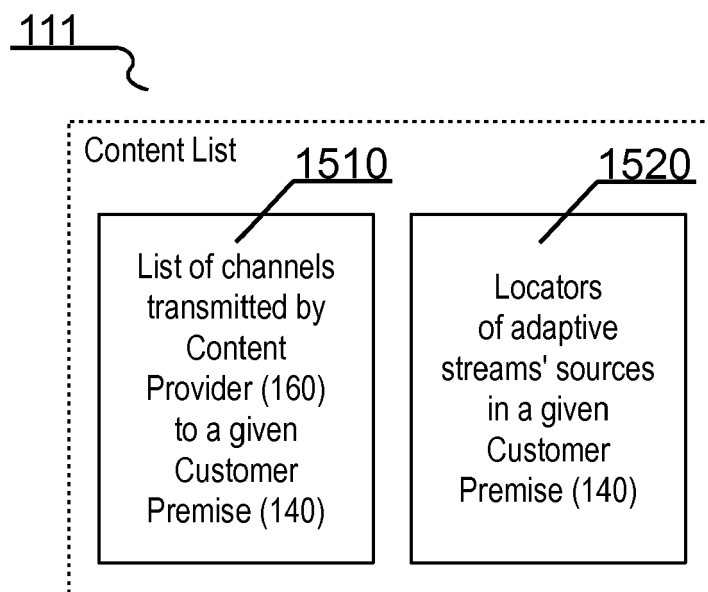 111
Content List
1510
1520
List of channels
transmitted by
Content
Provider (160)
to a given
Customer
Premise (140)
Locators
of adaptive
streams' sources
in a given
Customer
Premise (140)